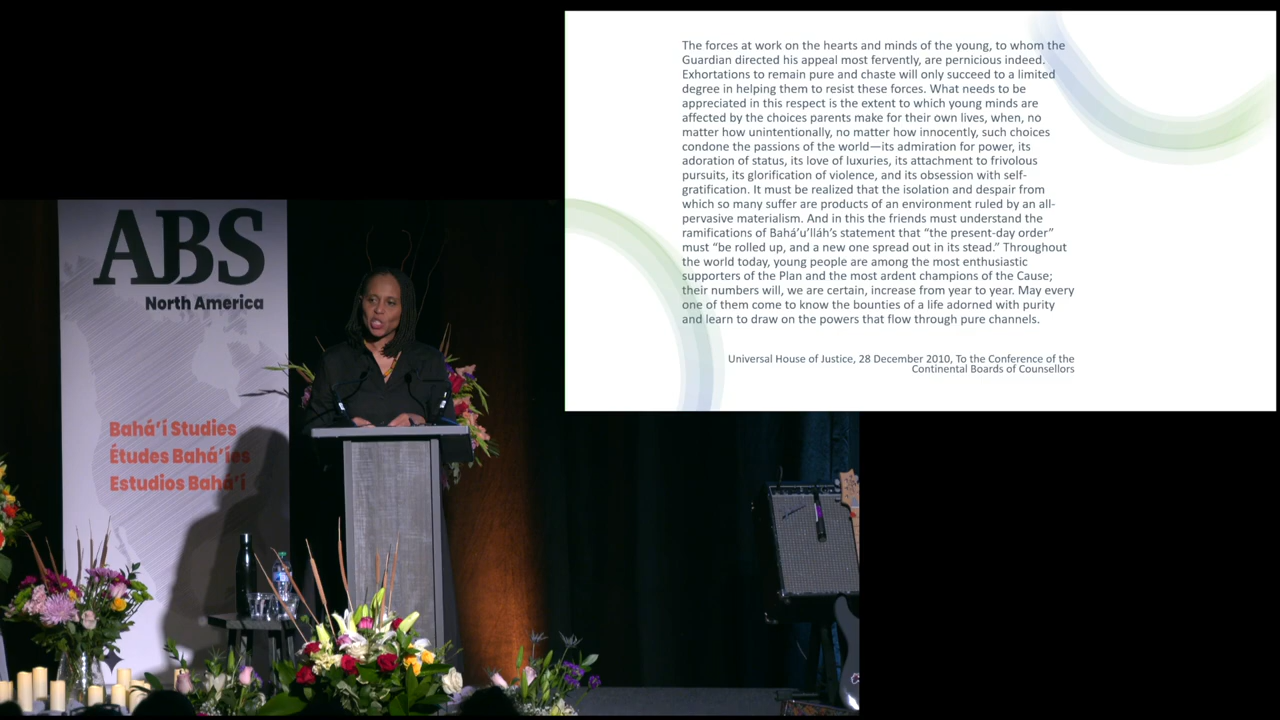 The forces at work on the hearts and minds of the young, to whom the
Guardian directed his appeal most fervently, are pernicious indeed.
Exhortations to remain pure and chaste will only succeed to a limited
degree in helping them to resist these forces. What needs to be
appreciated in this respect is the extent to which young minds are
affected by the choices parents make for their own lives, when, no
matter how unintentionally, no matter how innocently, such choices
condone the passions of the world—its admiration for power, its
adoration of status, its love of luxuries, its attachment to frivolous
pursuits, its glorification of violence, and its obsession with self-
gratification. It must be realized that the isolation and despair from
which so many suffer are products of an environment ruled by an all-
pervasive materialism. And in this the friends must understand the
ramifications of Bahá’u’lláh’s statement that “the present-day order”
must “be rolled up, and a new one spread out in its stead.” Throughout
the world today, young people are among the most enthusiastic
supporters of the Plan and the most ardent champions of the Cause;
their numbers will, we are certain, increase from year to year. May every
one of them come to know the bounties of a life adorned with purity
and learn to draw on the powers that flow through pure channels.
Universal House of Justice, 28 December 2010, To the Conference of the
Continental Boards of Counsellors
ABS
North America
Bahá’í Studies
Études Bahá’íes
Estudios Bahá’í